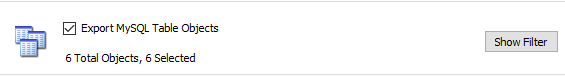 Export MySQL Table Objects
Show Filter
6 Total Objects, 6 Selected